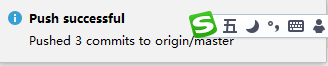 Push successful
五
Pushed 3 commits to origin/master